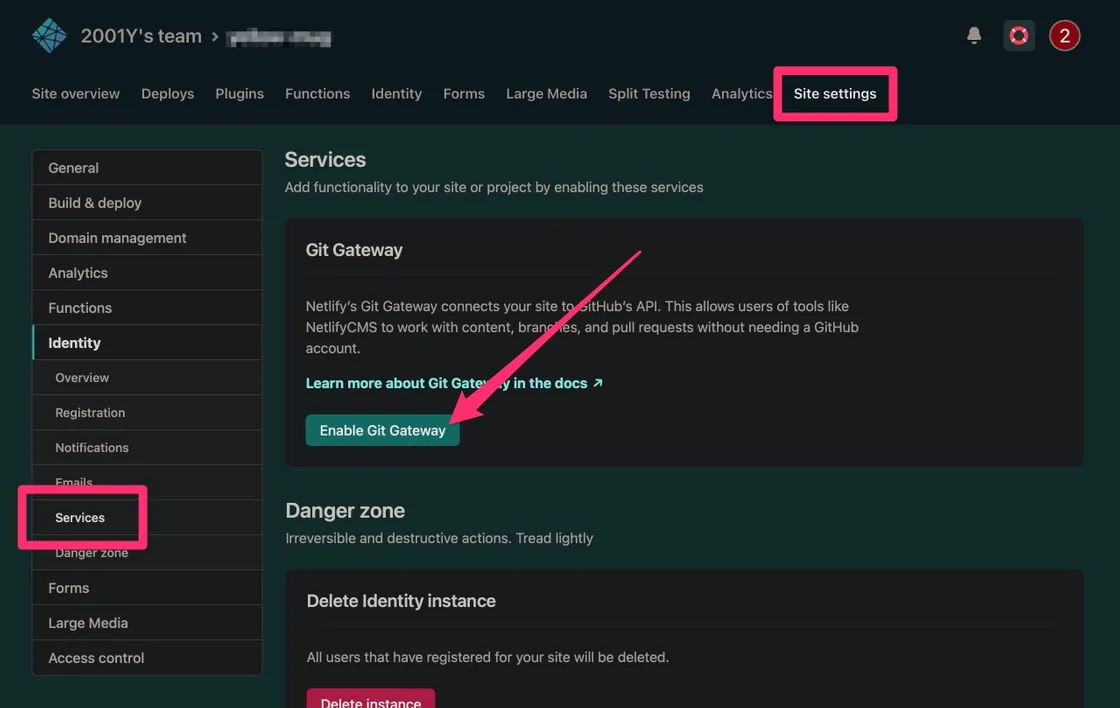 2001Y's team >
2
Site overview Deploys Plugins Functions Identity Forms Large Media Split Testing Analytics Site settings
General
Build & deploy
Domain management
Analytics
Functions
Identity
Overview
Registration
Notifications
Emails
Services
Danger zone
Forms
Large Media
Access control
Services
Add functionality to your site or project by enabling these services
Git Gateway
Netlify's Git Gateway connects your site to GitHub's API. This allows users of tools like
NetlifyCMS to work with content, branches, and pull requests without needing a GitHub
account.
Learn more about Git Gateway in the docs ↗
Enable Git Gateway
Danger zone
Irreversible and destructive actions. Tread lightly
Delete Identity instance
All users that have registered for your site will be deleted.
Delete instance